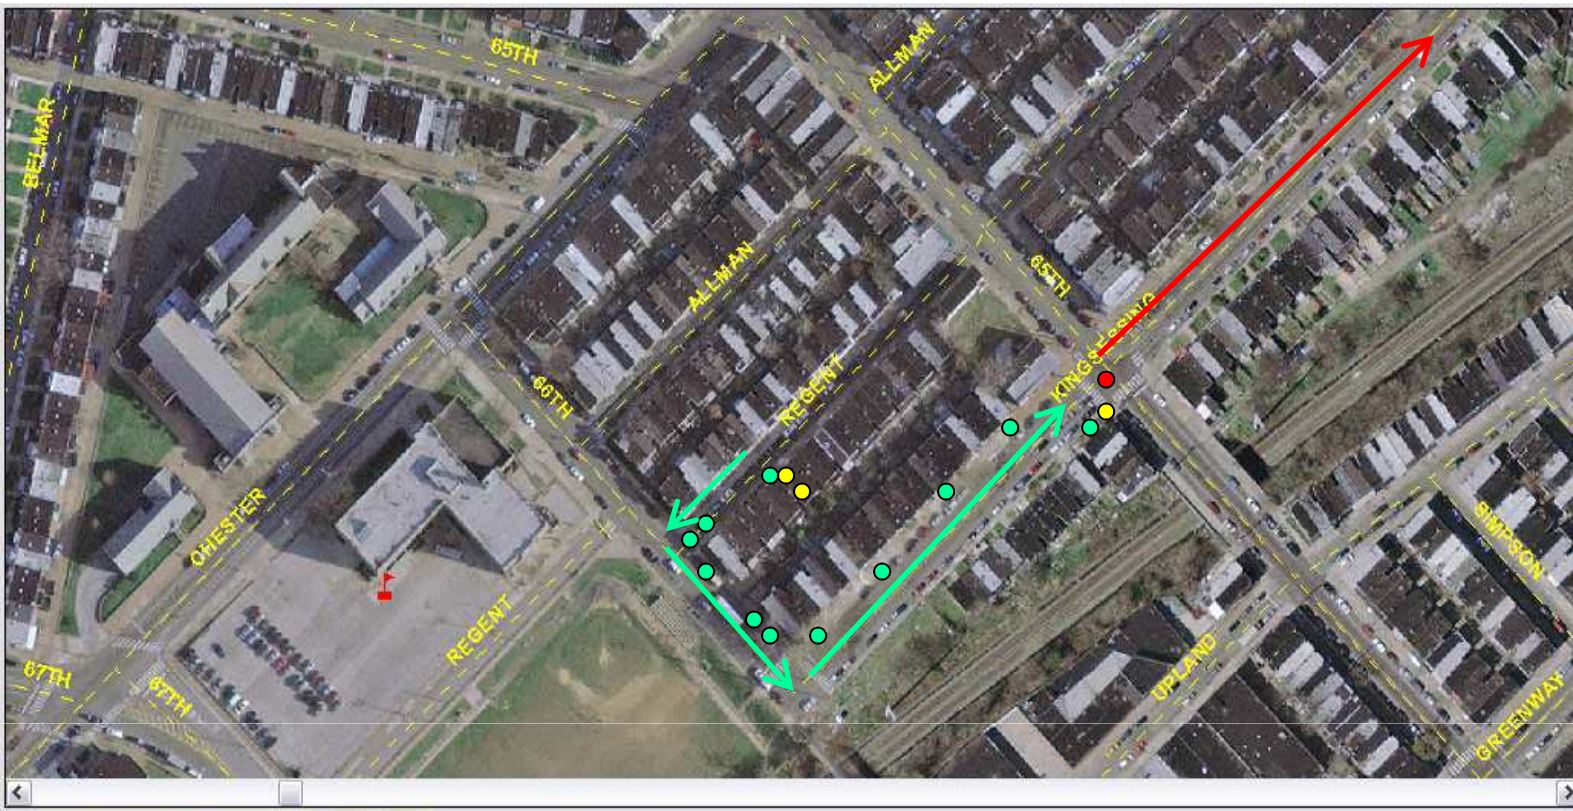 65TH
ALLMAN
BELMAR
ALLMAN
65TH
KINGSESSING
66TH
REGENT
CHESTER
SIMPSON
REGENT
UPLAND
67TH
67TH
GREENWAY